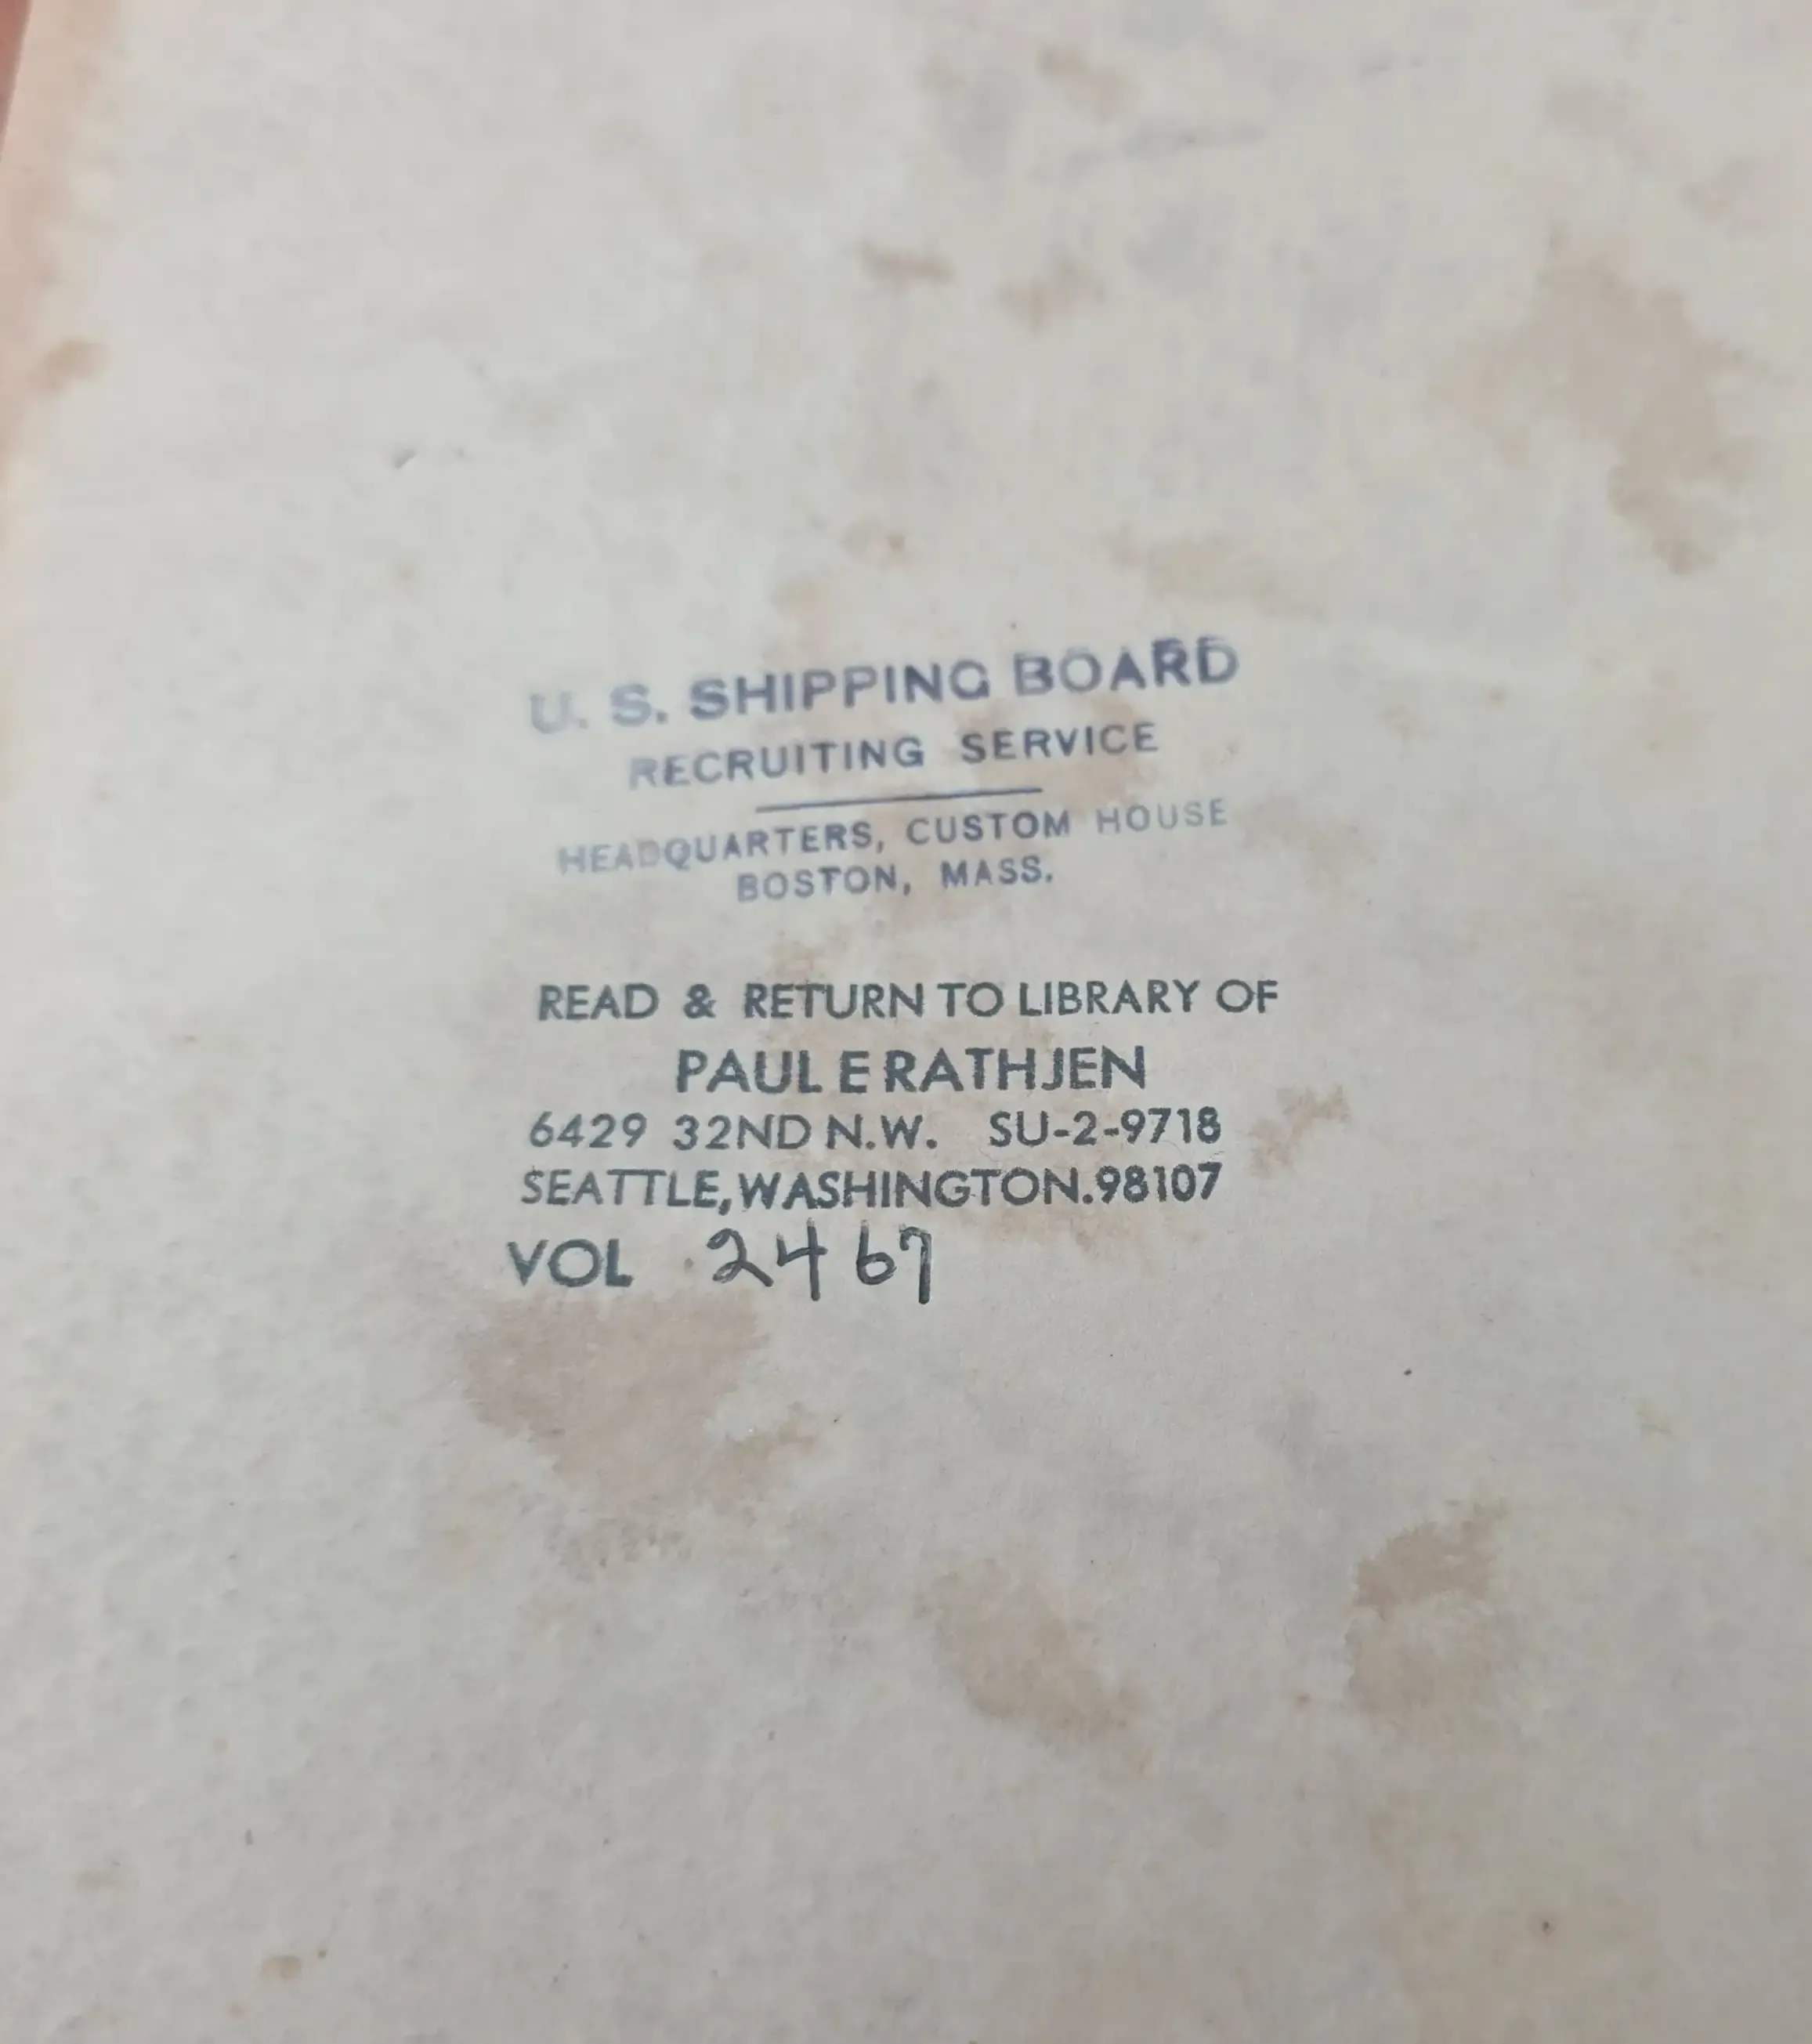 U. S. SHIPPING BOARD
RECRUITING SERVICE
HEADQUARTERS, CUSTOM HOUSE
BOSTON, MASS.
READ & RETURN TO LIBRARY OF
PAUL E RATHJEN
6429 32ND N.W. SU-2-9718
SEATTLE, WASHINGTON. 98107
VOL 2467